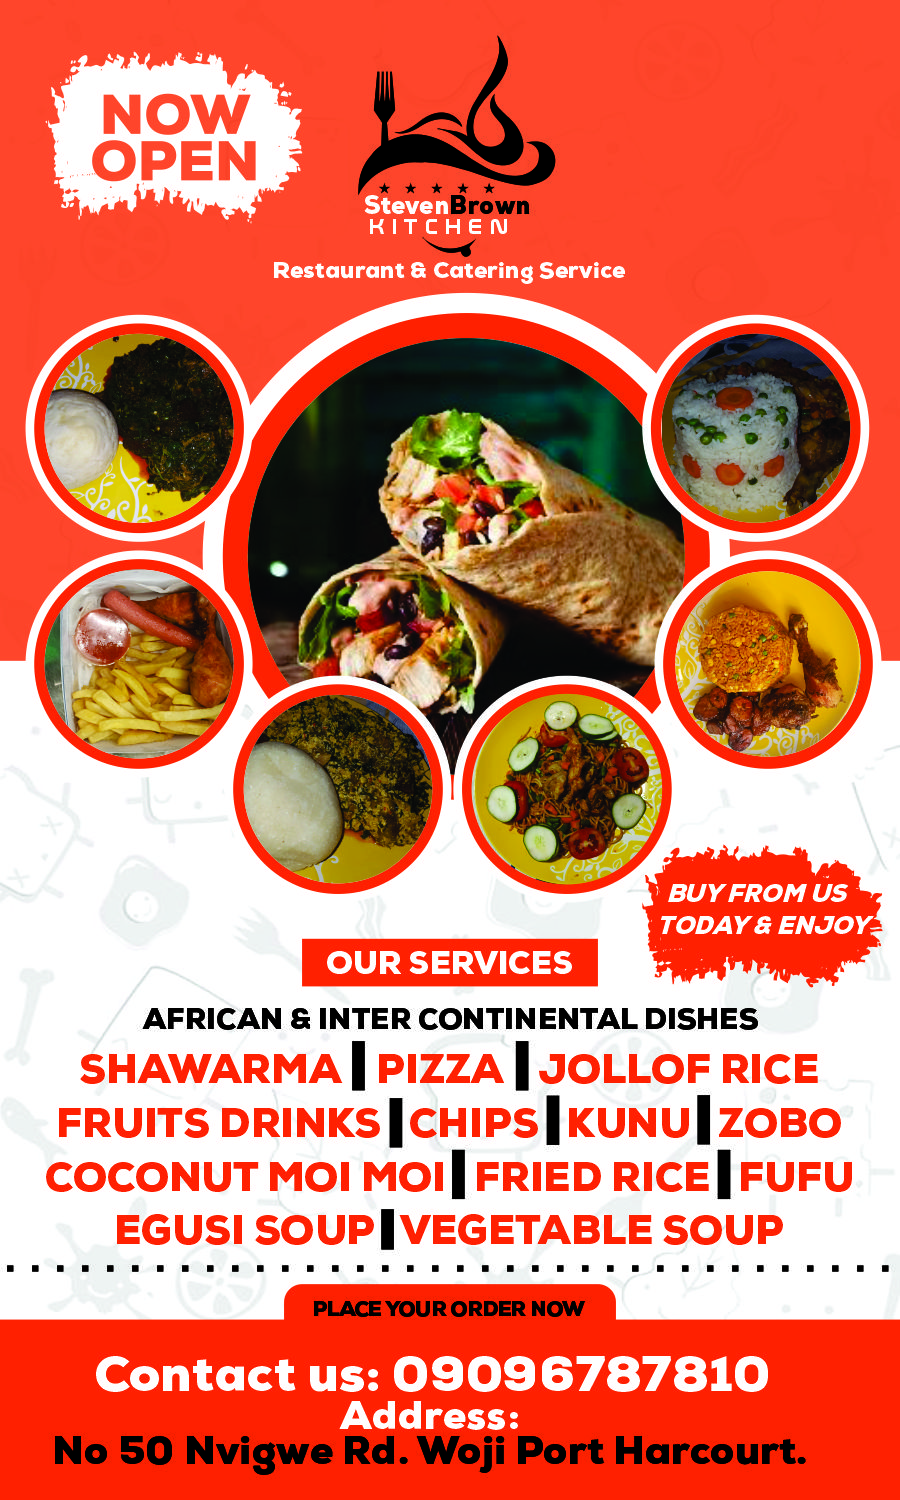 NOW
OPEN
StevenBrown
KITCHEN
Restaurant & Catering Service
BUY FROM US
TODAY & ENJOY
OUR SERVICES
AFRICAN & INTER CONTINENTAL DISHES
SHAWARMA | PIZZA | JOLLOF RICE
FRUITS DRINKS | CHIPS | KUNU | ZOBO
COCONUT MOI MOI | FRIED RICE | FUFU
EGUSI SOUP | VEGETABLE SOUP
PLACE YOUR ORDER NOW
Contact us: 09096787810
Address:
No 50 Nvigwe Rd. Woji Port Harcourt.